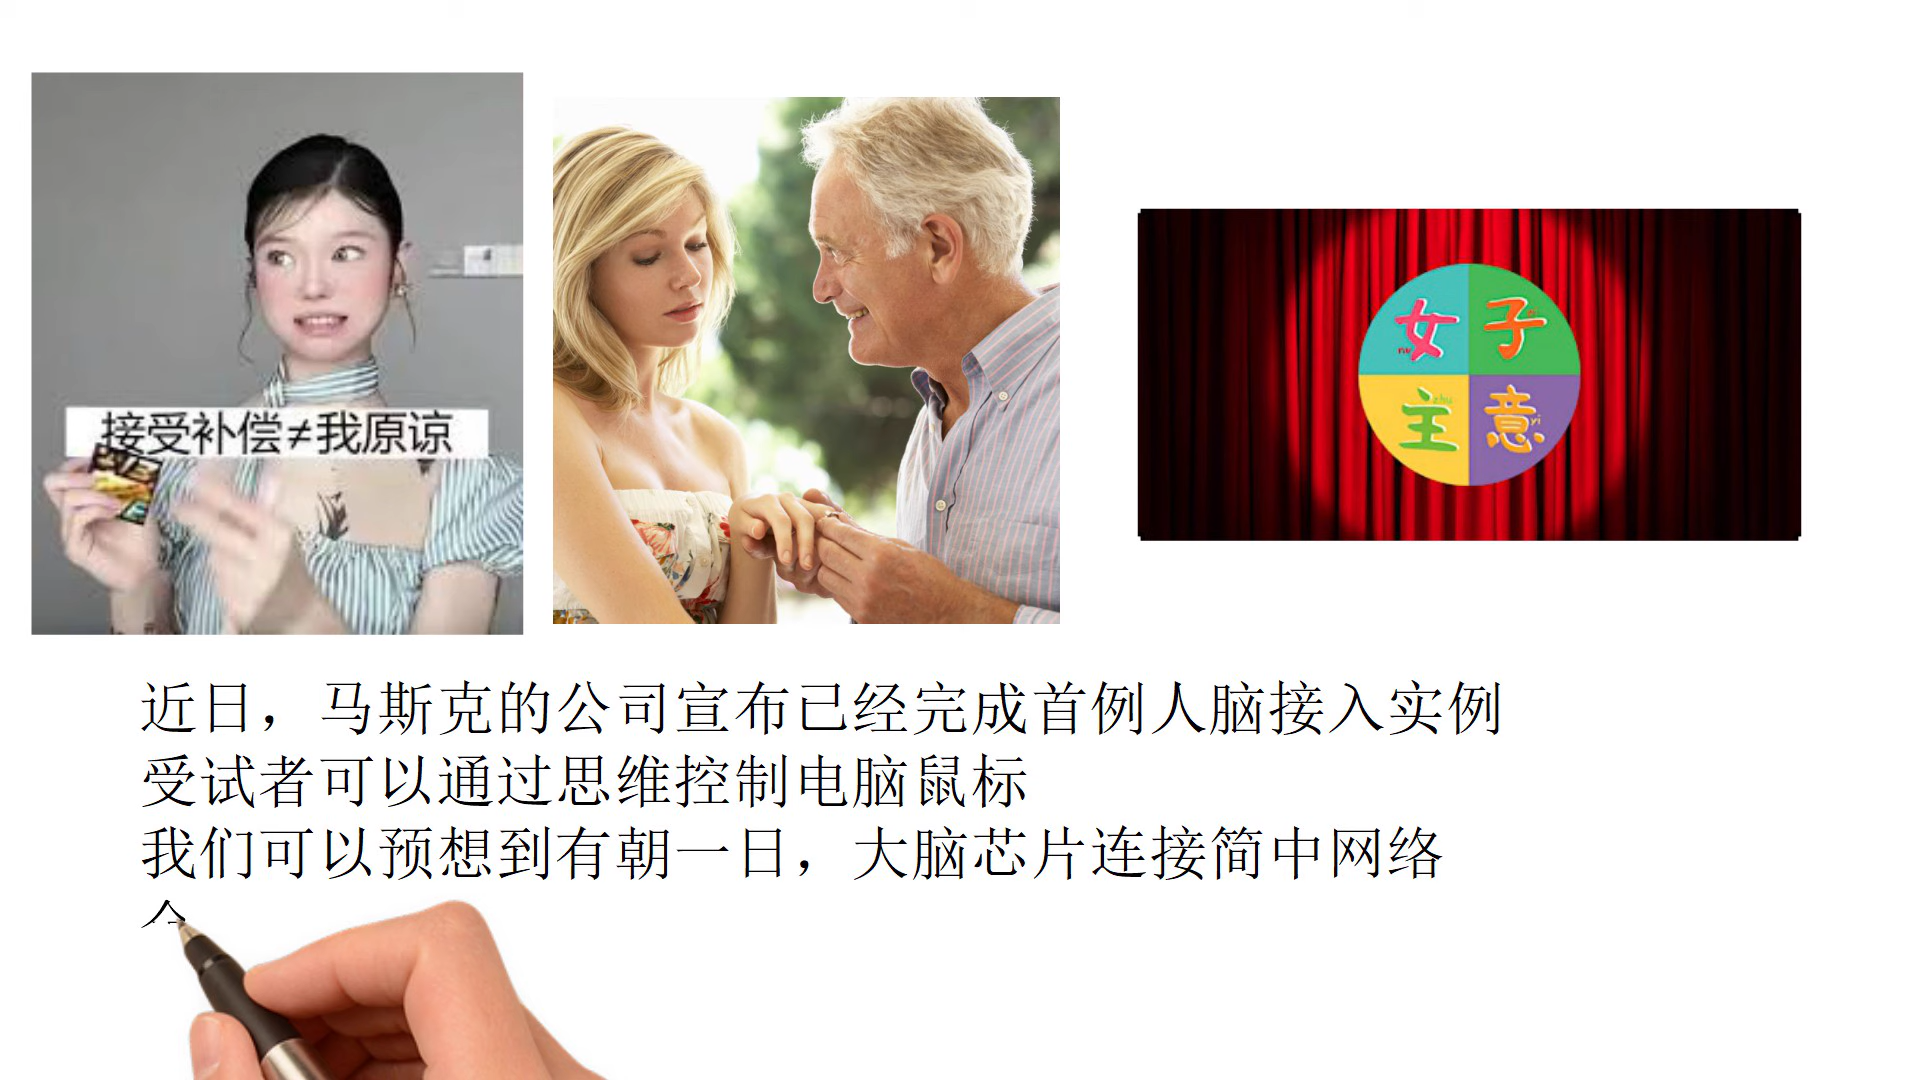 接受补偿≠我原谅
女子
主意
近日，马斯克的公司宣布已经完成首例人脑接入实例
受试者可以通过思维控制电脑鼠标
我们可以预想到有朝一日，大脑芯片连接简中网络